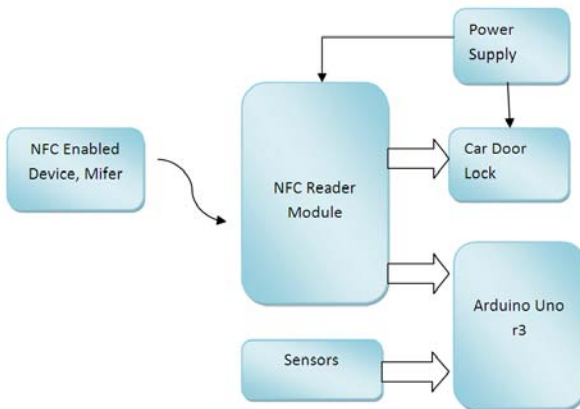 Power
Supply
NFC Enabled
Device, Mifer
NFC Reader
Module
Car Door
Lock
Arduino Uno
r3
Sensors